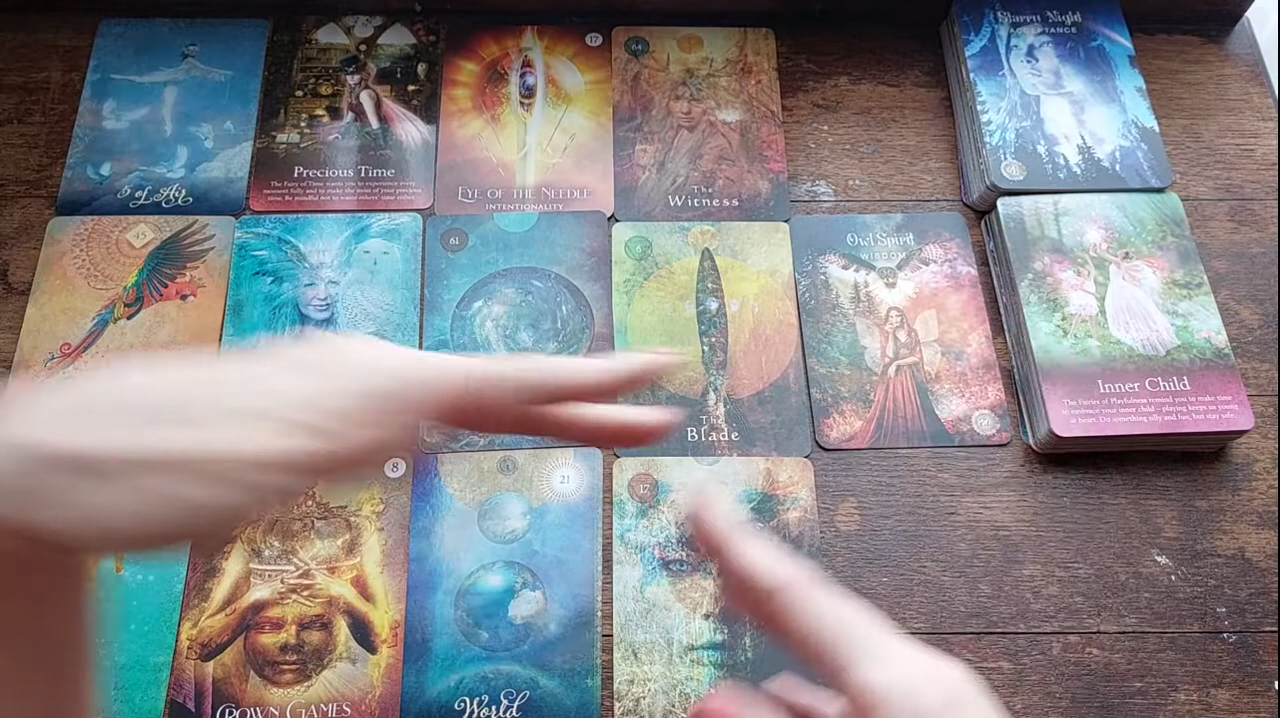 Starry Night
ACCEPTANCE
5 of Air
Precious Time
The Fairy of Time wants you to experience every
moment fully and to make the most of your precious
time. Be mindful not to waste others' time either.
17
EYE OF THE NEEDLE
INTENTIONALITY
64
The
Witness
45
61
6
The
Blade
Owl Spirit
WISDOM
Inner Child
The Fairies of Playfulness remind you to make time
to embrace your inner child – playing keeps us young
at heart. Do something silly and fun, but stay safe.
8
CROWN GAMES
21
World
17